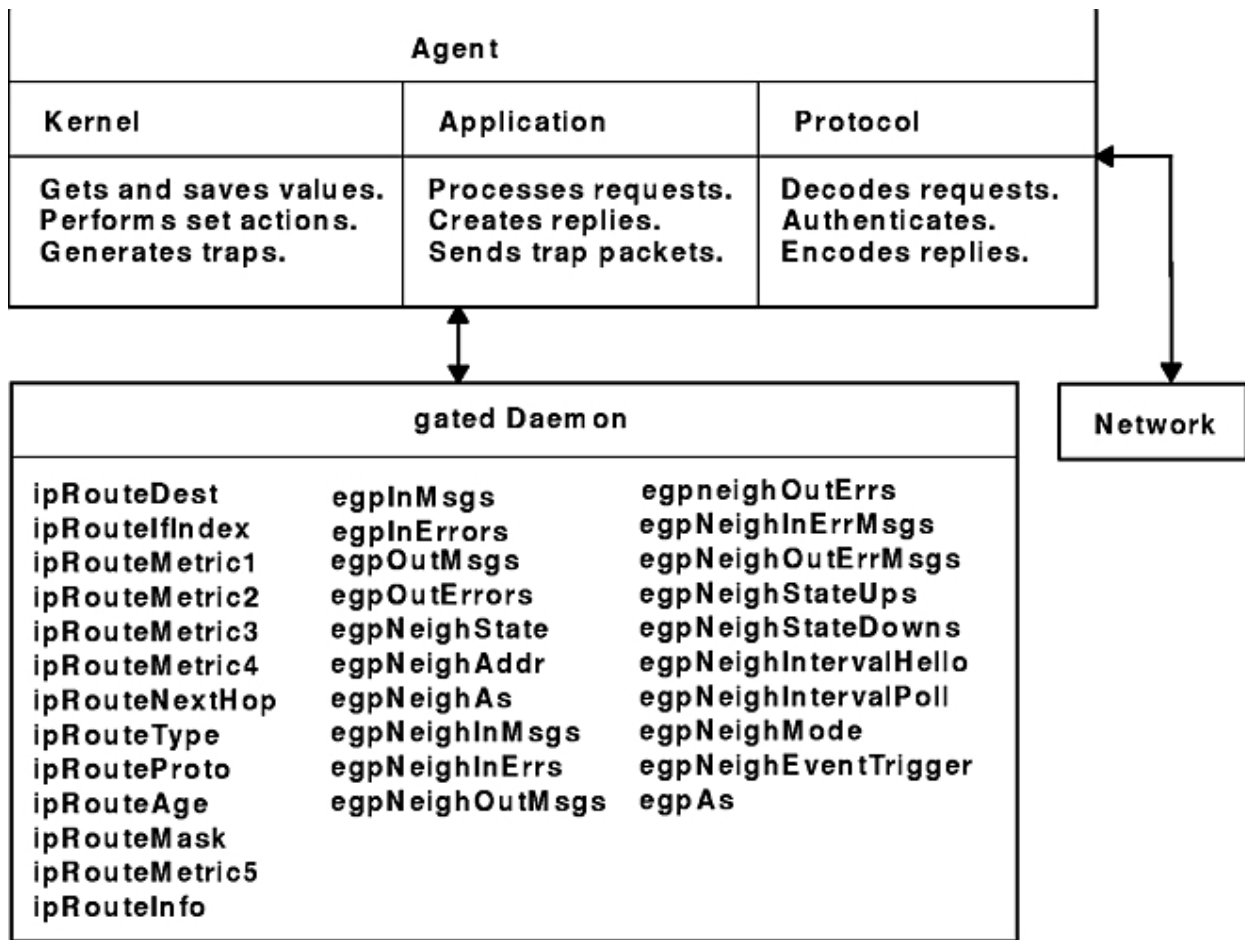 Agent
Kernel
Application
Protocol
Gets and saves values.
Performs set actions.
Generates traps.
Processes requests.
Creates replies.
Sends trap packets.
Decodes requests.
Authenticates.
Encodes replies.
gated Daemon
Network
ipRouteDest
ipRouteIfIndex
ipRouteMetric1
ipRouteMetric2
ipRouteMetric3
ipRouteMetric4
ipRouteNextHop
ipRouteType
ipRouteProto
ipRouteAge
ipRouteMask
ipRouteMetric5
ipRouteInfo
egpInMsgs
egpInErrors
egpOutMsgs
egpOutErrors
egpNeighState
egpNeighAddr
egpNeighAs
egpNeighInMsgs
egpNeighInErrs
egpNeighOutMsgs
egpneighOutErrs
egpNeighInErrMsgs
egpNeighOutErrMsgs
egpNeighStateUps
egpNeighStateDowns
egpNeighIntervalHello
egpNeighIntervalPoll
egpNeighMode
egpNeighEventTrigger
egpAs